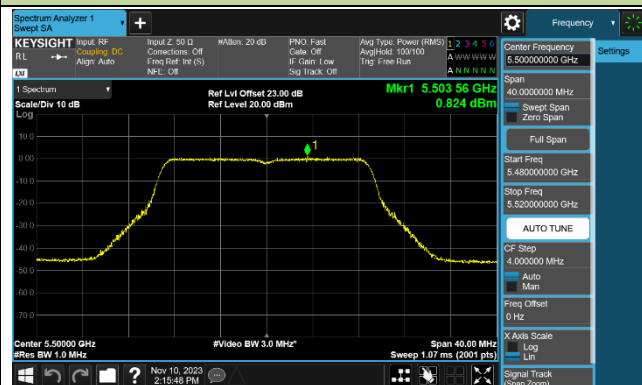 Spectrum Analyzer 1
Swept SA
+
Frequency
KEYSIGHT
RL
LXI
Input: RF
Coupling: DC
Align: Auto
Input Z: 50 Ω
Corrections: Off
Freq Ref: Int (S)
NFE: Off
#Atten: 20 dB
PNO: Fast
Gate: Off
IF Gain: Low
Sig Track: Off
Avg Type: Power (RMS)
Avg|Hold: 100/100
Trig: Free Run
1 2 3 4 5 6
A W W W W W
A N N N N N
1 Spectrum
Scale/Div 10 dB
Log
Ref Lvl Offset 23.00 dB
Ref Level 20.00 dBm
Mkr1 5.503 56 GHz
0.824 dBm
1
10.0
0.00
-10.0
-20.0
-30.0
-40.0
-50.0
-60.0
-70.0
Center 5.50000 GHz
#Res BW 1.0 MHz
#Video BW 3.0 MHz*
Span 40.00 MHz
Sweep 1.07 ms (2001 pts)
Nov 10, 2023
2:15:48 PM
Center Frequency
5.500000000 GHz
Settings
Span
40.0000000 MHz
Swept Span
Zero Span
Full Span
Start Freq
5.480000000 GHz
Stop Freq
5.520000000 GHz
AUTO TUNE
CF Step
4.000000 MHz
Auto
Man
Freq Offset
0 Hz
X Axis Scale
Log
Lin
Signal Track
(Span Zoom)